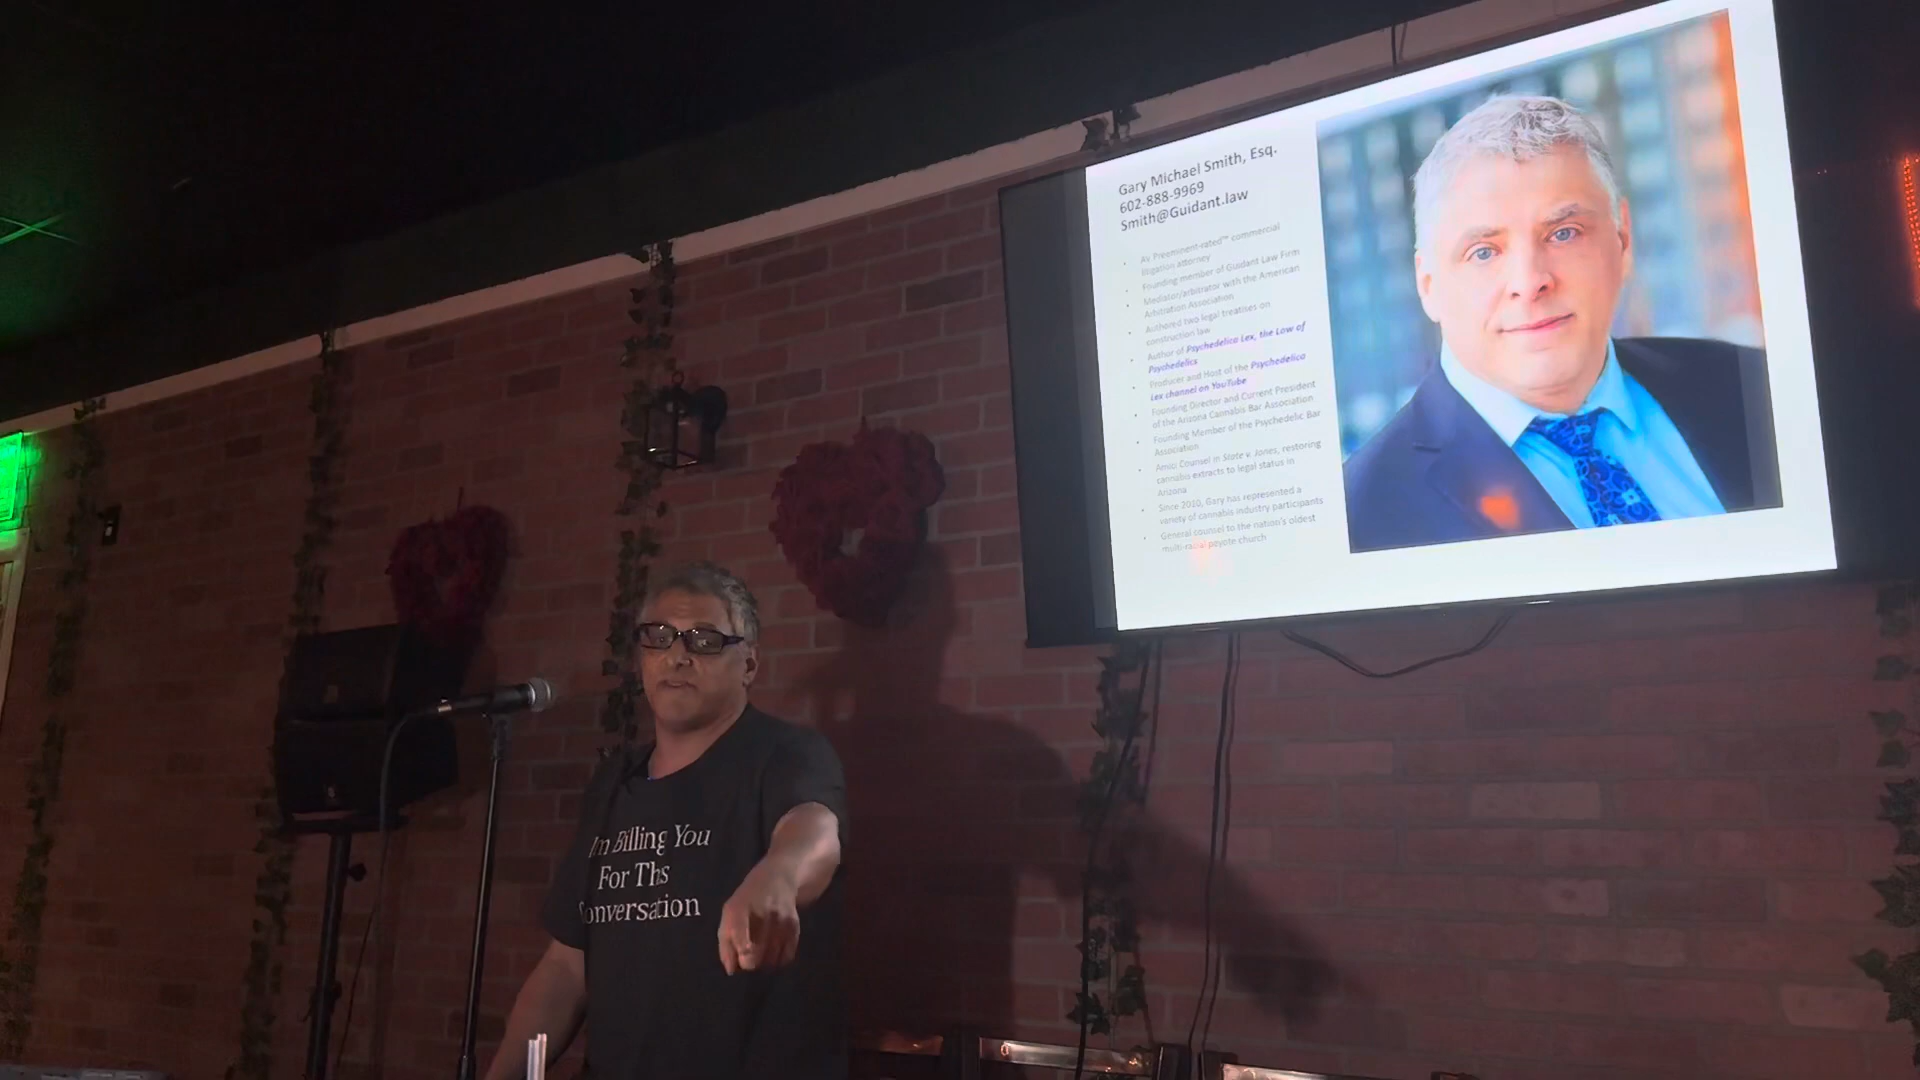 Gary Michael Smith, Esq.
602-888-9969
Smith@Guidant.law
• AV Preeminent-rated™ commercial
litigation attorney
• Founding member of Guidant Law Firm
• Mediator/arbitrator with the American
Arbitration Association
• Authored two legal treatises on
construction law
• Author of Psychedelica Lex, the Law of
Psychedelics
• Producer and Host of the Psychedelica
Lex channel on YouTube
• Founding Director and Current President
of the Arizona Cannabis Bar Association
• Founding Member of the Psychedelic Bar
Association
• Amici Counsel in State v. Jones, restoring
cannabis extracts to legal status in
Arizona
• Since 2010, Gary has represented a
variety of cannabis industry participants
• General counsel to the nation's oldest
multi-racial peyote church
I'm Billing You
For This
Conversation